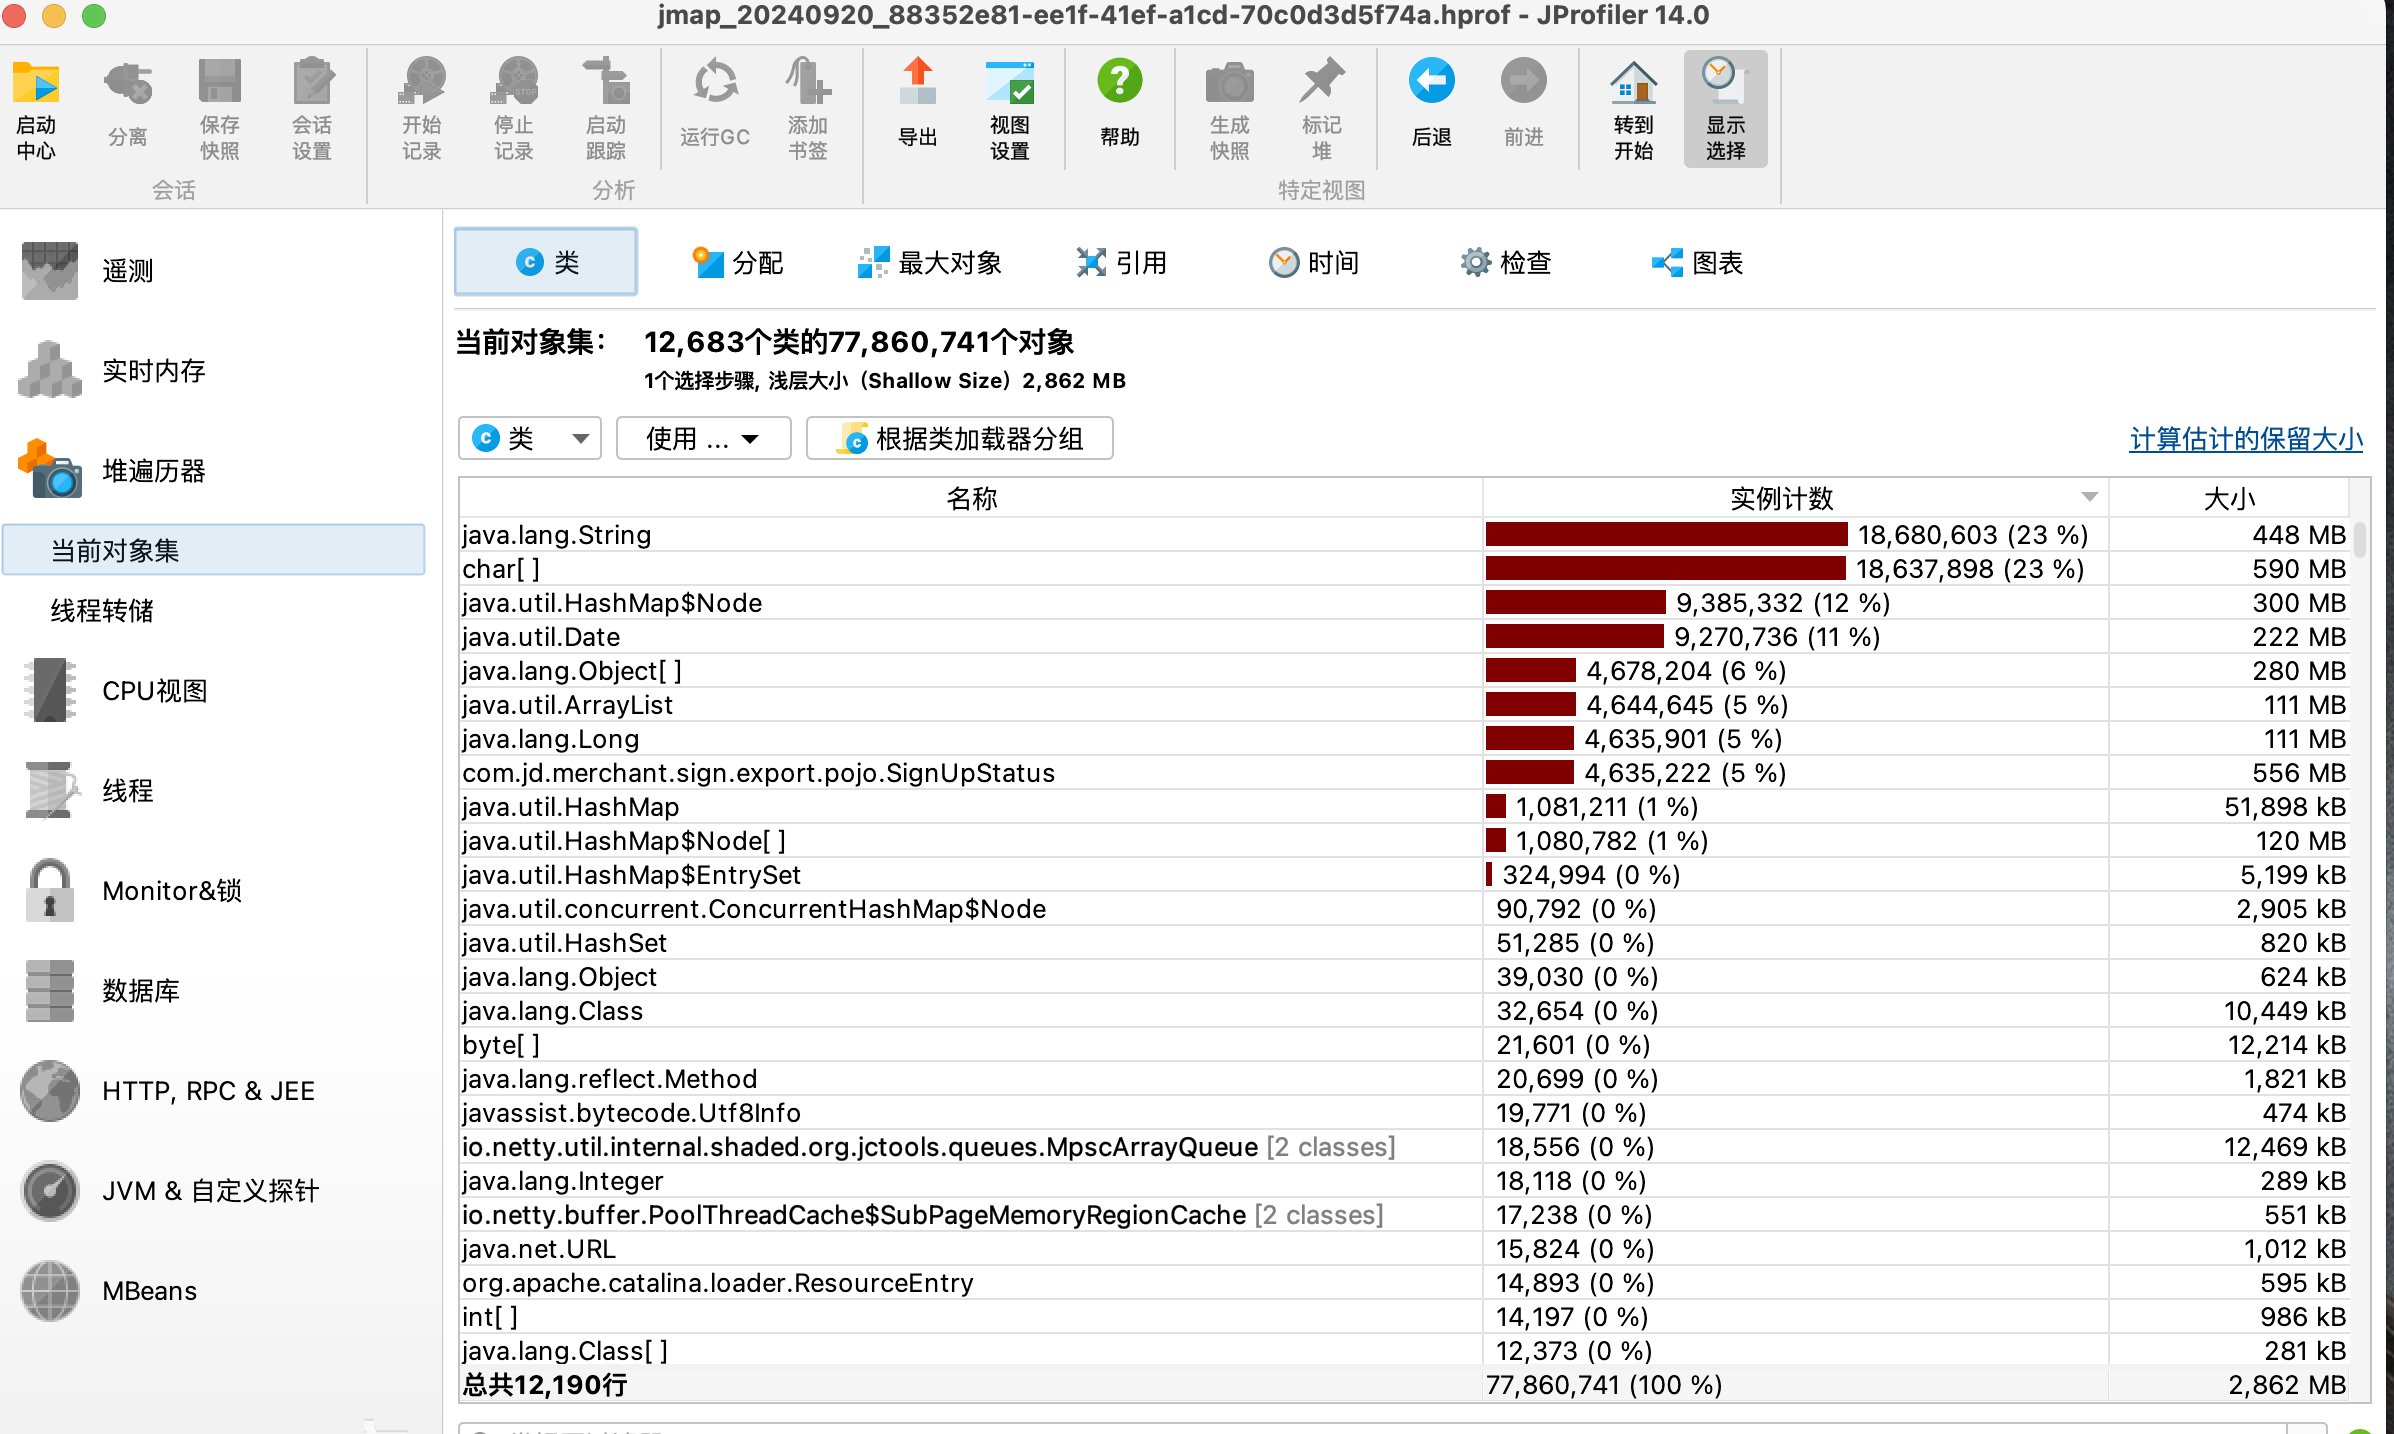 jmap_20240920_88352e81-ee1f-41ef-a1cd-70c0d3d5f74a.hprof - JProfiler 14.0
启动中心 分离 保存快照 会话设置 开始记录 停止记录 启动跟踪 运行GC 添加书签 导出 视图设置 帮助 生成快照 标记堆 后退 前进 转到开始 显示选择
会话 分析 特定视图
遥测
实时内存
堆遍历器
当前对象集
线程转储
CPU视图
线程
Monitor&锁
数据库
HTTP, RPC & JEE
JVM & 自定义探针
MBeans
类 分配 最大对象 引用 时间 检查 图表
当前对象集： 12,683个类的77,860,741个对象
1个选择步骤, 浅层大小（Shallow Size）2,862 MB
类 使用 ... 根据类加载器分组 计算估计的保留大小
名称 实例计数 大小
java.lang.String 18,680,603 (23 %) 448 MB
char[ ] 18,637,898 (23 %) 590 MB
java.util.HashMap$Node 9,385,332 (12 %) 300 MB
java.util.Date 9,270,736 (11 %) 222 MB
java.lang.Object[ ] 4,678,204 (6 %) 280 MB
java.util.ArrayList 4,644,645 (5 %) 111 MB
java.lang.Long 4,635,901 (5 %) 111 MB
com.jd.merchant.sign.export.pojo.SignUpStatus 4,635,222 (5 %) 556 MB
java.util.HashMap 1,081,211 (1 %) 51,898 kB
java.util.HashMap$Node[ ] 1,080,782 (1 %) 120 MB
java.util.HashMap$EntrySet 324,994 (0 %) 5,199 kB
java.util.concurrent.ConcurrentHashMap$Node 90,792 (0 %) 2,905 kB
java.util.HashSet 51,285 (0 %) 820 kB
java.lang.Object 39,030 (0 %) 624 kB
java.lang.Class 32,654 (0 %) 10,449 kB
byte[ ] 21,601 (0 %) 12,214 kB
java.lang.reflect.Method 20,699 (0 %) 1,821 kB
javassist.bytecode.Utf8Info 19,771 (0 %) 474 kB
io.netty.util.internal.shaded.org.jctools.queues.MpscArrayQueue [2 classes] 18,556 (0 %) 12,469 kB
java.lang.Integer 18,118 (0 %) 289 kB
io.netty.buffer.PoolThreadCache$SubPageMemoryRegionCache [2 classes] 17,238 (0 %) 551 kB
java.net.URL 15,824 (0 %) 1,012 kB
org.apache.catalina.loader.ResourceEntry 14,893 (0 %) 595 kB
int[ ] 14,197 (0 %) 986 kB
java.lang.Class[ ] 12,373 (0 %) 281 kB
总共12,190行 77,860,741 (100 %) 2,862 MB